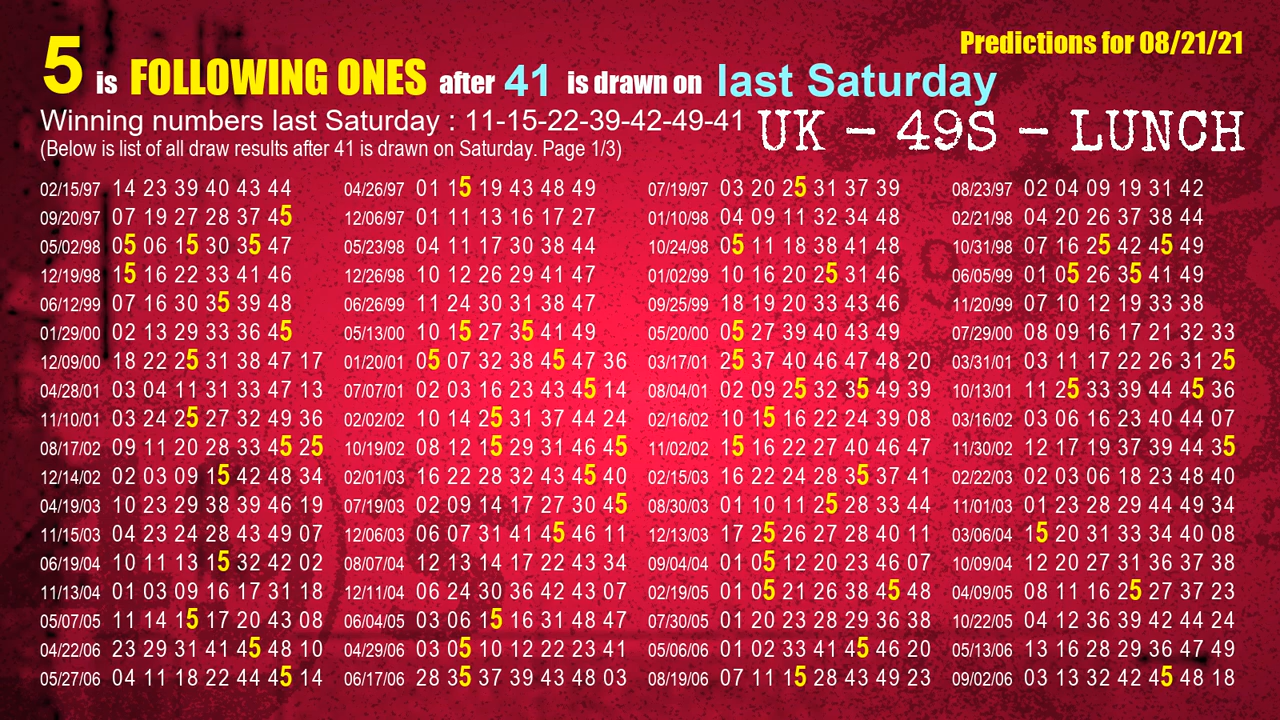 Predictions for 08/21/21
5 is FOLLOWING ONES after 41 is drawn on last Saturday
Winning numbers last Saturday : 11-15-22-39-42-49-41 UK - 49S - LUNCH
(Below is list of all draw results after 41 is drawn on Saturday. Page 1/3)
02/15/97 14 23 39 40 43 44 04/26/97 01 11 15 19 43 48 49 07/19/97 03 20 25 31 37 39 08/23/97 02 04 09 19 31 42
09/20/97 07 19 27 28 37 45 12/06/97 01 11 13 16 17 27 01/10/98 04 09 11 32 34 48 02/21/98 04 20 26 37 38 44
05/02/98 05 06 15 30 35 47 05/23/98 04 11 17 30 38 44 10/24/98 05 11 18 38 41 48 10/31/98 07 16 25 42 45 49
12/19/98 15 16 22 33 41 46 12/26/98 10 12 26 29 41 47 01/02/99 10 16 20 25 31 46 06/05/99 01 05 26 35 41 49
06/12/99 07 16 30 35 39 48 06/26/99 11 24 30 31 38 47 09/25/99 18 19 20 33 43 46 11/20/99 07 10 12 19 33 38
01/29/00 02 13 29 33 36 45 05/13/00 10 15 27 35 41 49 05/20/00 05 27 39 40 43 49 07/29/00 08 09 16 17 21 32 33
12/09/00 18 22 25 31 38 47 17 01/20/01 05 07 32 38 45 47 36 03/17/01 25 37 40 46 47 48 20 03/31/01 03 11 17 22 26 31 25
04/28/01 03 04 11 31 33 47 13 07/07/01 02 03 16 23 43 45 14 08/04/01 02 09 25 32 35 49 39 10/13/01 11 25 33 39 44 45 36
11/10/01 03 24 25 27 32 49 36 02/02/02 10 14 25 31 37 44 24 02/16/02 10 15 16 22 24 39 08 03/16/02 03 06 16 23 40 44 07
08/17/02 09 11 20 28 33 45 25 10/19/02 08 12 15 29 31 46 45 11/02/02 15 16 22 27 40 46 47 11/30/02 12 17 19 37 39 44 35
12/14/02 02 03 09 15 42 48 34 02/01/03 16 22 28 32 43 45 40 02/15/03 16 22 24 28 35 37 41 02/22/03 02 03 06 18 23 48 40
04/19/03 10 23 29 38 39 46 19 07/19/03 02 09 14 17 27 30 45 08/30/03 01 10 11 25 28 33 44 11/01/03 01 23 28 29 44 49 34
11/15/03 04 23 24 28 43 49 07 12/06/03 06 07 31 41 45 46 11 12/13/03 17 25 26 27 28 40 11 03/06/04 15 20 31 33 34 40 08
06/19/04 10 11 13 15 32 42 02 08/07/04 12 13 14 17 22 43 34 09/04/04 01 05 12 20 23 46 07 10/09/04 12 20 27 31 36 37 38
11/13/04 01 03 09 16 17 31 18 12/11/04 06 24 30 36 42 43 07 02/19/05 01 05 21 26 38 45 48 04/09/05 08 11 16 25 27 37 23
05/07/05 11 14 15 17 20 43 08 06/04/05 03 06 15 16 31 48 47 07/30/05 01 20 23 28 29 36 38 10/22/05 04 12 36 39 42 44 24
04/22/06 23 29 31 41 45 48 10 04/29/06 03 05 10 12 22 23 41 05/06/06 01 02 33 41 45 46 20 05/13/06 13 16 28 29 36 47 49
05/27/06 04 11 18 22 44 45 14 06/17/06 28 35 37 39 43 48 03 08/19/06 07 11 15 28 43 49 23 09/02/06 03 13 32 42 45 48 18